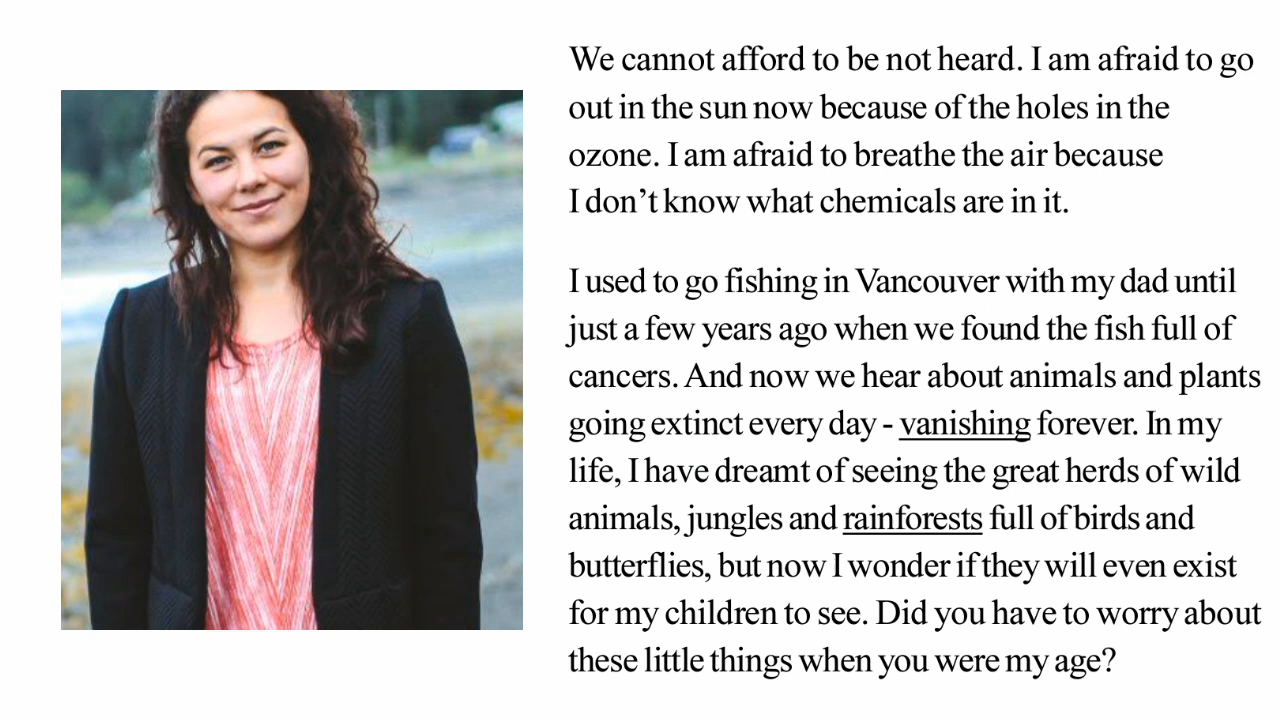 We cannot afford to be not heard. I am afraid to go
out in the sun now because of the holes in the
ozone. I am afraid to breathe the air because
I don’t know what chemicals are in it.
I used to go fishing in Vancouver with my dad until
just a few years ago when we found the fish full of
cancers. And now we hear about animals and plants
going extinct every day - vanishing forever. In my
life, I have dreamt of seeing the great herds of wild
animals, jungles and rainforests full of birds and
butterflies, but now I wonder if they will even exist
for my children to see. Did you have to worry about
these little things when you were my age?